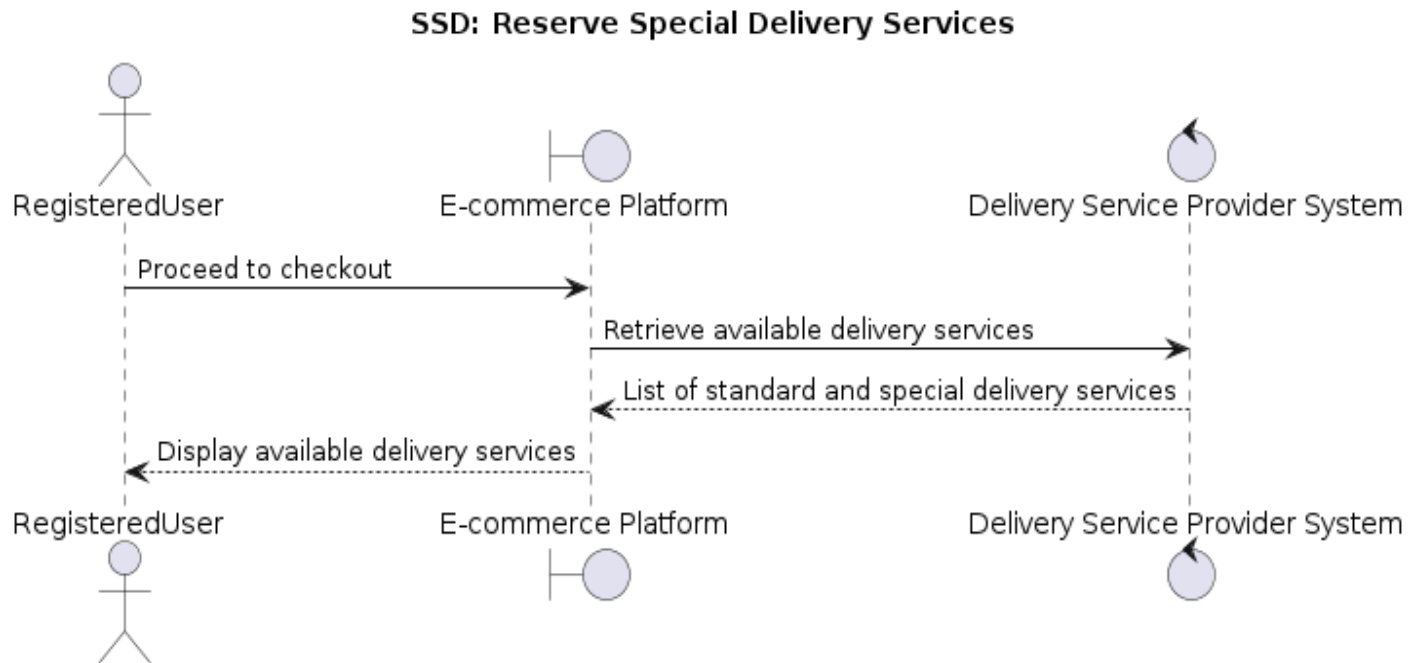 SSD: Reserve Special Delivery Services
RegisteredUser E-commerce Platform Delivery Service Provider System
Proceed to checkout
Retrieve available delivery services
List of standard and special delivery services
Display available delivery services
RegisteredUser E-commerce Platform Delivery Service Provider System